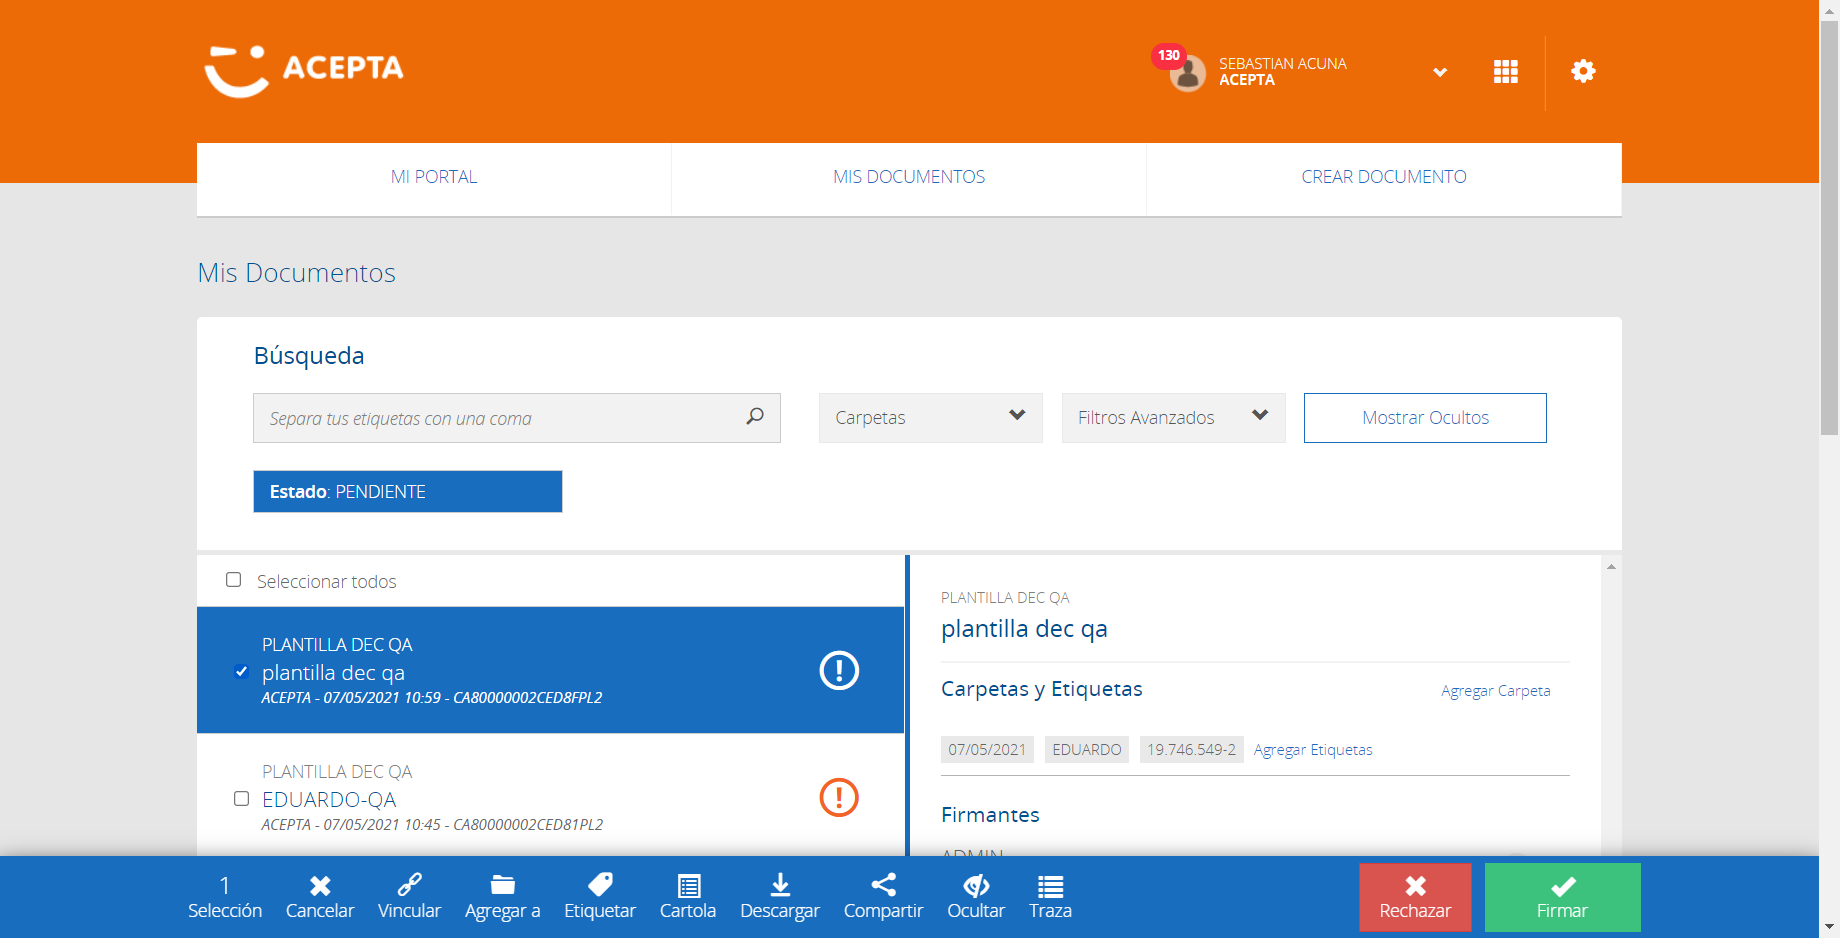 ACEPTA
130
SEBASTIAN ACUNA
ACEPTA
MI PORTAL
MIS DOCUMENTOS
CREAR DOCUMENTO
Mis Documentos
Búsqueda
Separa tus etiquetas con una coma
Carpetas
Filtros Avanzados
Mostrar Ocultos
Estado: PENDIENTE
Seleccionar todos
PLANTILLA DEC QA
plantilla dec qa
ACEPTA - 07/05/2021 10:59 - CA80000002CED8FPL2
PLANTILLA DEC QA
EDUARDO-QA
ACEPTA - 07/05/2021 10:45 - CA80000002CED81PL2
PLANTILLA DEC QA
plantilla dec qa
Carpetas y Etiquetas
Agregar Carpeta
07/05/2021
EDUARDO
19.746.549-2
Agregar Etiquetas
Firmantes
ADMIN
1
Selección
Cancelar
Vincular
Agregar a
Etiquetar
Cartola
Descargar
Compartir
Ocultar
Traza
Rechazar
Firmar